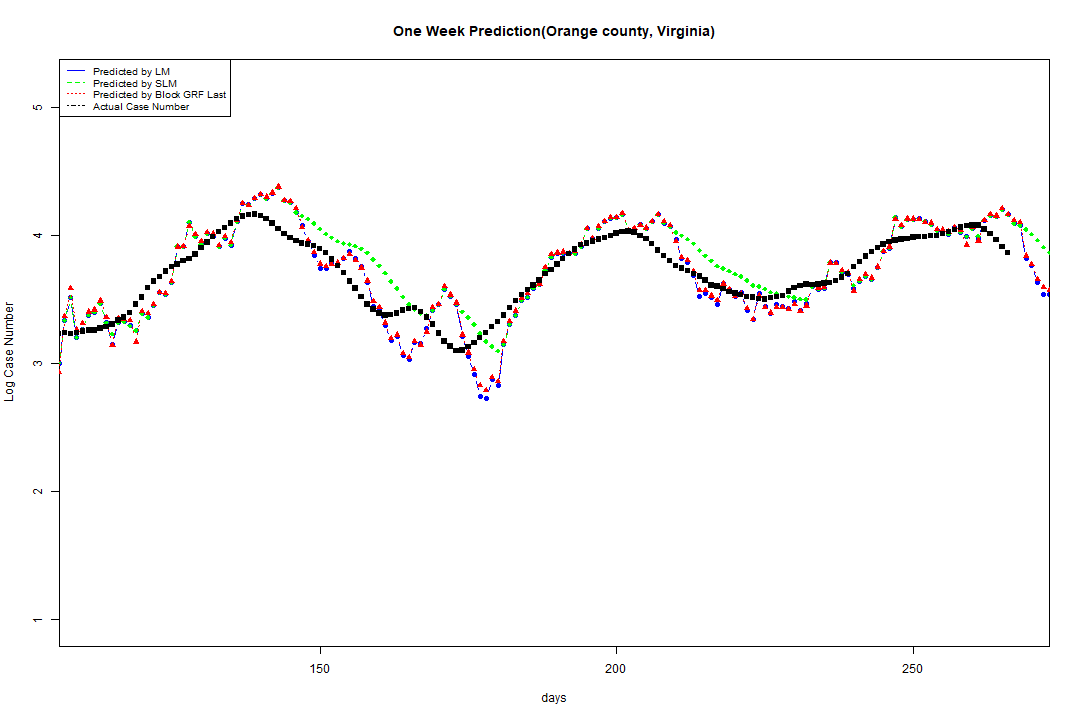 One Week Prediction(Orange county, Virginia)
Predicted by LM
Predicted by SLM
Predicted by Block GRF Last
Actual Case Number
5
4
3
2
1
Log Case Number
150
200
250
days